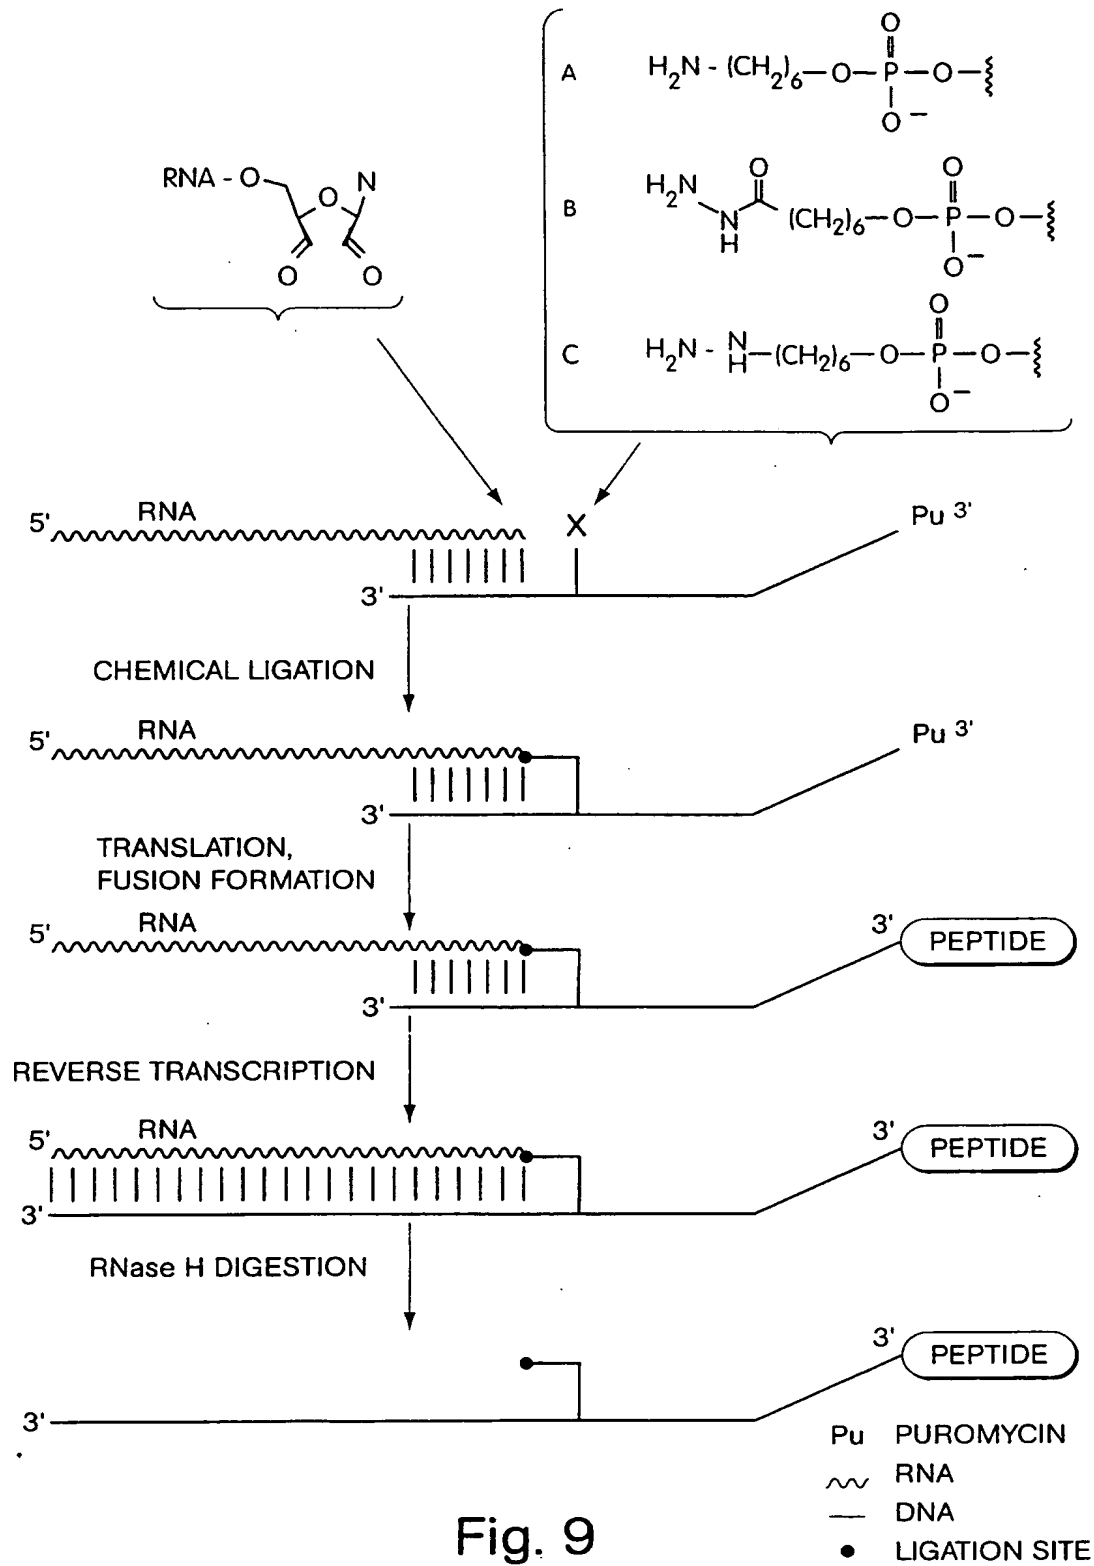 A H₂N - (CH₂)₆—O—P—O—
O
O⁻
RNA - O
O
N
O
O
B H₂N
N
H
O
(CH₂)₆—O—P—O—
O
O⁻
C H₂N - N
H
—(CH₂)₆—O—P—O—
O
O⁻
5' RNA X Pu 3'
3'
CHEMICAL LIGATION
5' RNA Pu 3'
3'
TRANSLATION,
FUSION FORMATION
5' RNA 3' PEPTIDE
3'
REVERSE TRANSCRIPTION
5' RNA 3' PEPTIDE
3'
RNase H DIGESTION
3' PEPTIDE
3'
Pu PUROMYCIN
RNA
DNA
LIGATION SITE
Fig. 9